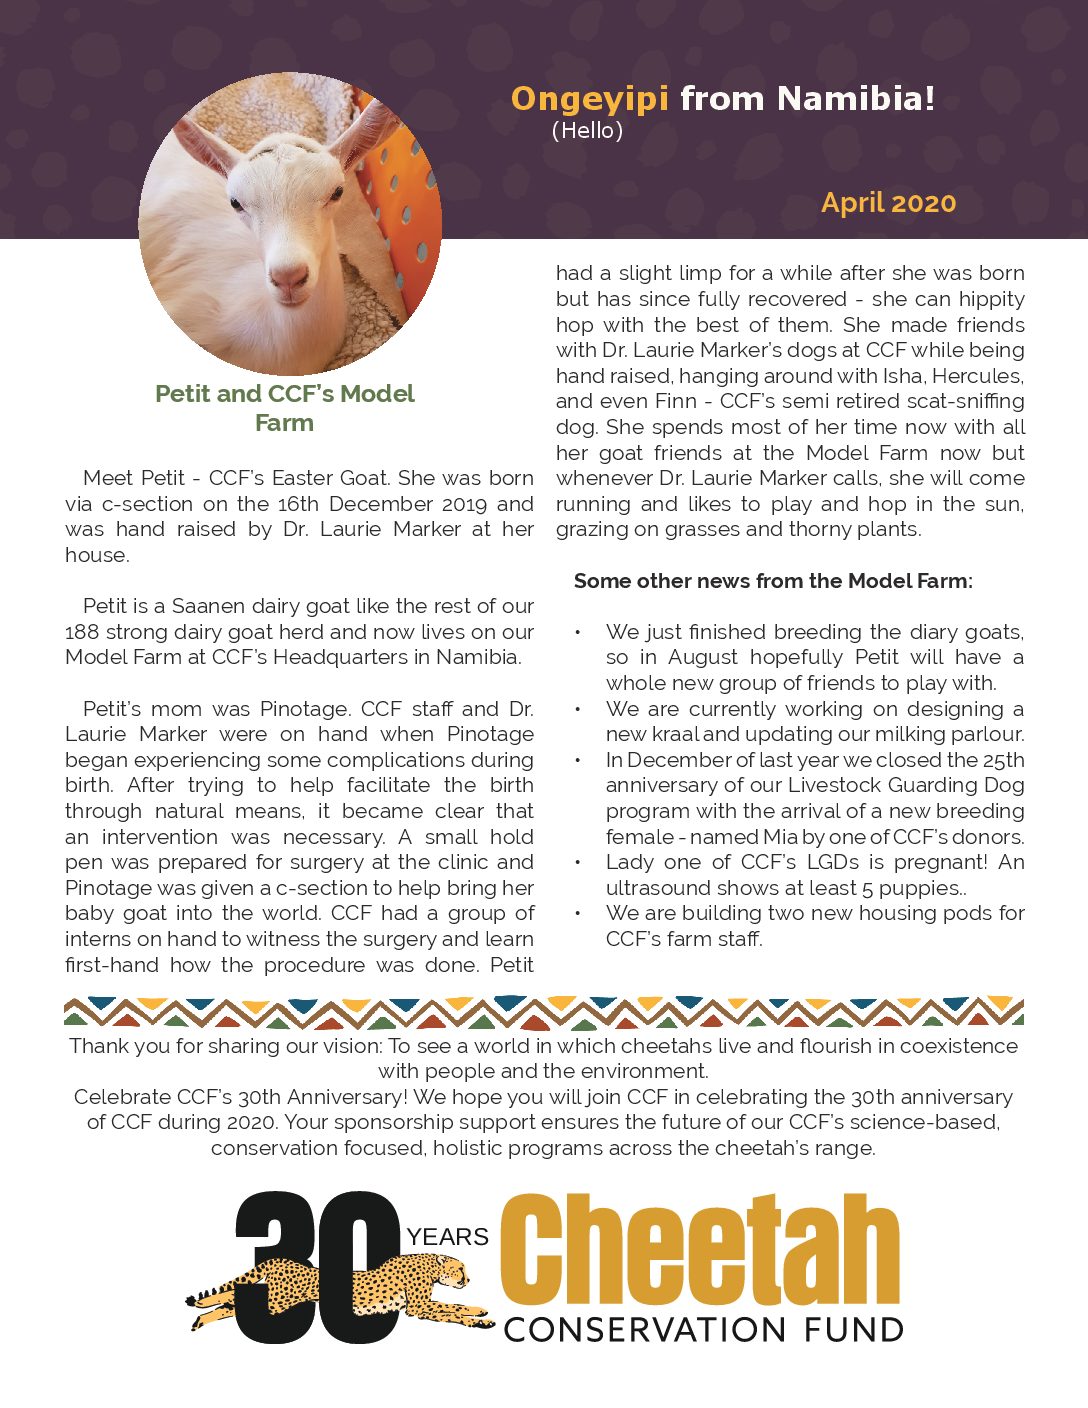 Ongeyipi from Namibia!
(Hello)
April 2020
Petit and CCF's Model
Farm
Meet Petit - CCF's Easter Goat. She was born
via c-section on the 16th December 2019 and
was hand raised by Dr. Laurie Marker at her
house.
Petit is a Saanen dairy goat like the rest of our
188 strong dairy goat herd and now lives on our
Model Farm at CCF's Headquarters in Namibia.
Petit's mom was Pinotage. CCF staff and Dr.
Laurie Marker were on hand when Pinotage
began experiencing some complications during
birth. After trying to help facilitate the birth
through natural means, it became clear that
an intervention was necessary. A small hold
pen was prepared for surgery at the clinic and
Pinotage was given a c-section to help bring her
baby goat into the world. CCF had a group of
interns on hand to witness the surgery and learn
first-hand how the procedure was done. Petit
had a slight limp for a while after she was born
but has since fully recovered - she can hippity
hop with the best of them. She made friends
with Dr. Laurie Marker's dogs at CCF while being
hand raised, hanging around with Isha, Hercules,
and even Finn - CCF's semi retired scat-sniffing
dog. She spends most of her time now with all
her goat friends at the Model Farm now but
whenever Dr. Laurie Marker calls, she will come
running and likes to play and hop in the sun,
grazing on grasses and thorny plants.
Some other news from the Model Farm:
• We just finished breeding the diary goats,
so in August hopefully Petit will have a
whole new group of friends to play with.
• We are currently working on designing a
new kraal and updating our milking parlour.
• In December of last year we closed the 25th
anniversary of our Livestock Guarding Dog
program with the arrival of a new breeding
female - named Mia by one of CCF's donors.
• Lady one of CCF's LGDs is pregnant! An
ultrasound shows at least 5 puppies..
• We are building two new housing pods for
CCF's farm staff.
Thank you for sharing our vision: To see a world in which cheetahs live and flourish in coexistence
with people and the environment.
Celebrate CCF's 30th Anniversary! We hope you will join CCF in celebrating the 30th anniversary
of CCF during 2020. Your sponsorship support ensures the future of our CCF's science-based,
conservation focused, holistic programs across the cheetah's range.
30 YEARS Cheetah
CONSERVATION FUND